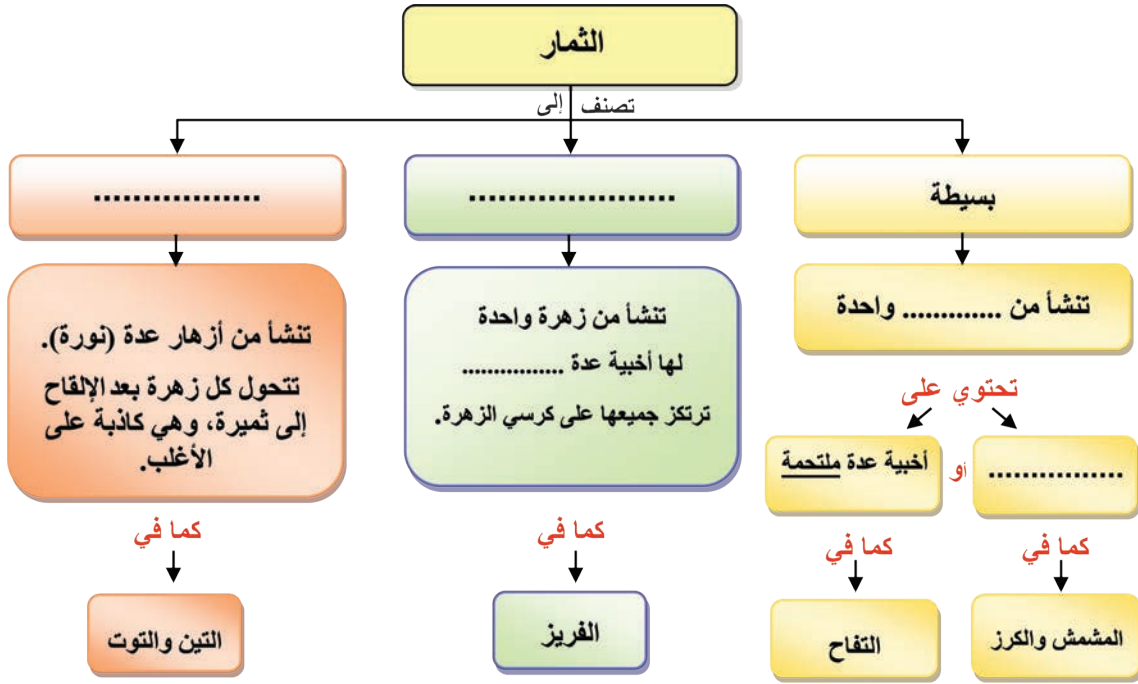 الثمار
تصنف إلى
بسيطة
.....................
.................
تنشأ من ............. واحدة
تنشأ من زهرة واحدة
لها أخبية عدة ................
ترتكز جميعها على كرسي الزهرة.
تنشأ من أزهار عدة (نورة).
تتحول كل زهرة بعد الإلقاح
إلى ثميرة، وهي كاذبة على
الأغلب.
تحتوي على
................
أو
أخبية عدة ملتحمة
كما في
كما في
كما في
كما في
المشمش والكرز
التفاح
الفريز
التين والتوت